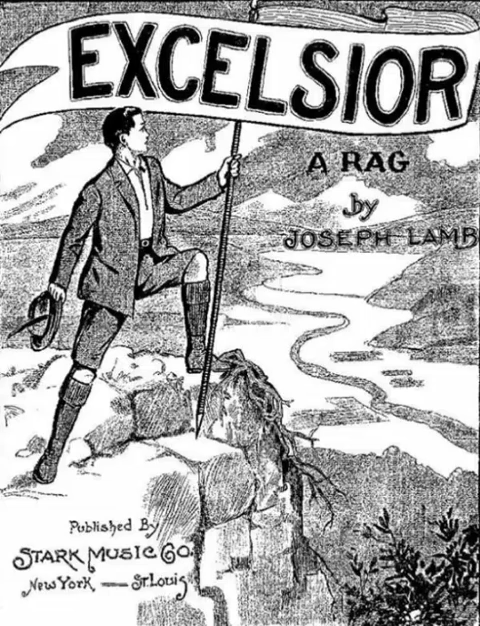 EXCELSIOR
A RAG
by
JOSEPH LAMB
Published By
STARK MUSIC CO.
New York — St Louis